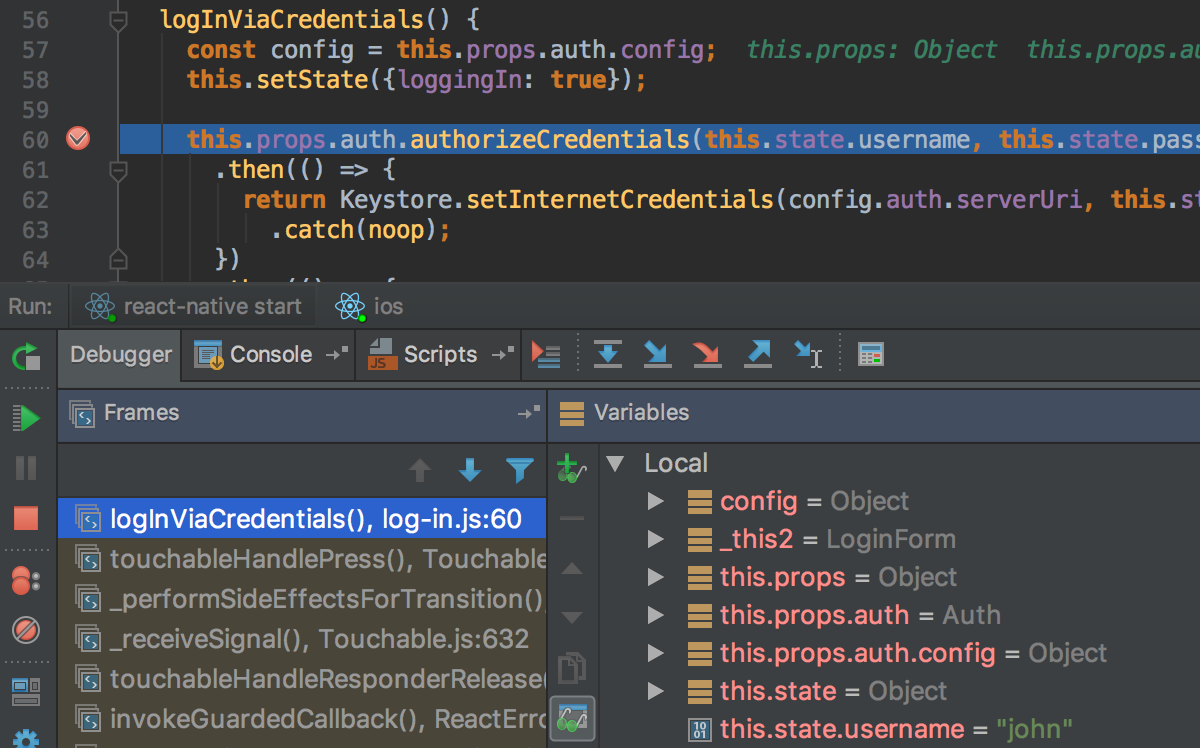 56 logInViaCredentials() {
57 const config = this.props.auth.config; this.props: Object this.props.au
58 this.setState({loggingIn: true});
59
60 this.props.auth.authorizeCredentials(this.state.username, this.state.pass
61 .then(() => {
62 return Keystore.setInternetCredentials(config.auth.serverUri, this.st
63 .catch(noop);
64 })
Run: react-native start ios
Debugger Console JS Scripts
Frames Variables
Local
logInViaCredentials(), log-in.js:60
touchableHandlePress(), Touchable
_performSideEffectsForTransition(),
_receiveSignal(), Touchable.js:632
touchableHandleResponderRelease(
invokeGuardedCallback(), ReactErro
config = Object
_this2 = LoginForm
this.props = Object
this.props.auth = Auth
this.props.auth.config = Object
this.state = Object
this.state.username = "john"